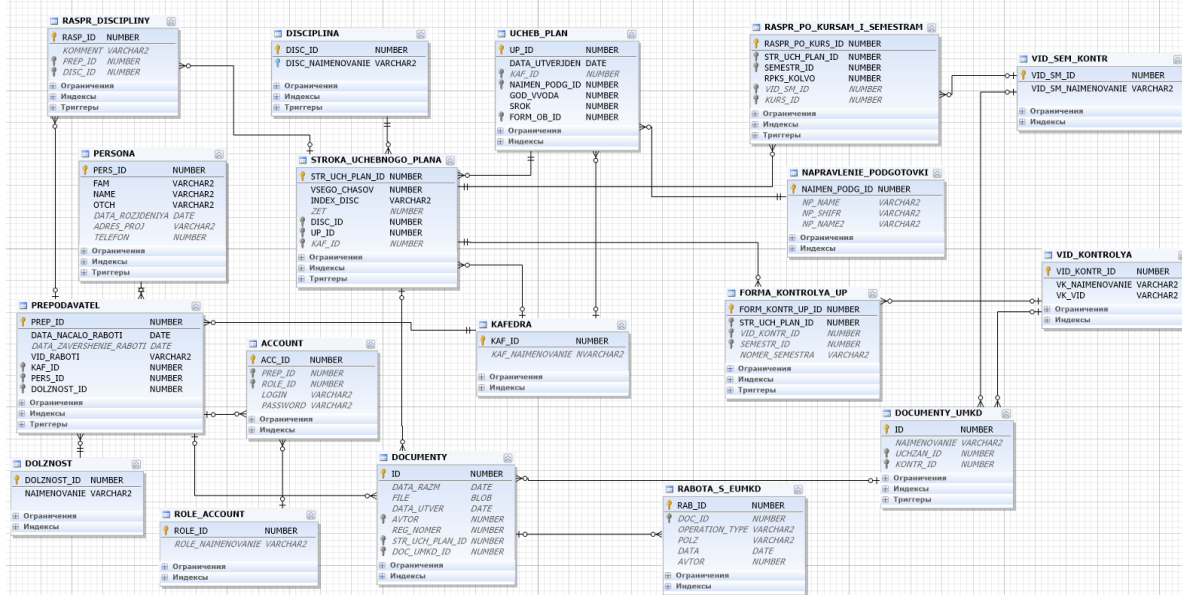 RASPR_DISCIPLINY
RASP_ID NUMBER
KOMMENT VARCHAR2
PREP_ID NUMBER
DISC_ID NUMBER
Ограничения
Индексы
Триггеры
DISCIPLINA
DISC_ID NUMBER
DISC_NAIMENOVANIE VARCHAR2
Ограничения
Индексы
UCHEB_PLAN
UP_ID NUMBER
DATA_UTVERJDEN DATE
KAF_ID NUMBER
NAIMEN_PODG_ID NUMBER
GOD_VVODA NUMBER
SROK NUMBER
FORM_OB_ID NUMBER
Ограничения
Индексы
RASPR_PO_KURSAM_I_SEMESTRAM
RASPR_PO_KURS_ID NUMBER
STR_UCH_PLAN_ID NUMBER
SEMESTR_ID NUMBER
RPKS_KOLVO NUMBER
VID_SM_ID NUMBER
KURS_ID NUMBER
Ограничения
Индексы
Триггеры
VID_SEM_KONTR
VID_SM_ID NUMBER
VID_SM_NAIMENOVANIE VARCHAR2
Ограничения
Индексы
PERSONA
PERS_ID NUMBER
FAM VARCHAR2
NAME VARCHAR2
OTCH VARCHAR2
DATA_ROZJDENIYA DATE
ADRES_PROJ VARCHAR2
TELEFON NUMBER
Ограничения
Индексы
Триггеры
STROKA_UCHEBNOGO_PLANA
STR_UCH_PLAN_ID NUMBER
VSEGO_CHASOV NUMBER
INDEX_DISC VARCHAR2
ZET NUMBER
DISC_ID NUMBER
UP_ID NUMBER
KAF_ID NUMBER
Ограничения
Индексы
Триггеры
NAPRAVLENIE_PODGOTOVKI
NAIMEN_PODG_ID NUMBER
NP_NAME VARCHAR2
NP_SHIFR VARCHAR2
NP_NAME2 VARCHAR2
Ограничения
Индексы
VID_KONTROLYA
VID_KONTR_ID NUMBER
VK_NAIMENOVANIE VARCHAR2
VK_VID VARCHAR2
Ограничения
Индексы
FORMA_KONTROLYA_UP
FORM_KONTR_UP_ID NUMBER
STR_UCH_PLAN_ID NUMBER
VID_KONTR_ID NUMBER
SEMESTR_ID NUMBER
NOMER_SEMESTRA VARCHAR2
Ограничения
Индексы
Триггеры
PREPODAVATEL
PREP_ID NUMBER
DATA_NACALO_RABOTI DATE
DATA_ZAVERSHENIE_RABOTI DATE
VID_RABOTI VARCHAR2
KAF_ID NUMBER
PERS_ID NUMBER
DOLZNOST_ID NUMBER
Ограничения
Индексы
Триггеры
KAFEDRA
KAF_ID NUMBER
KAF_NAIMENOVANIE NVARCHAR2
Ограничения
Индексы
ACCOUNT
ACC_ID NUMBER
PREP_ID NUMBER
ROLE_ID NUMBER
LOGIN VARCHAR2
PASSWORD VARCHAR2
Ограничения
Индексы
DOCUMENTY_UMKD
ID NUMBER
NAIMENOVANIE VARCHAR2
UCHZAN_ID NUMBER
KONTR_ID NUMBER
Ограничения
Индексы
Триггеры
DOLZNOST
DOLZNOST_ID NUMBER
NAIMENOVANIE VARCHAR2
Ограничения
Индексы
DOCUMENTY
ID NUMBER
DATA_RAZM DATE
FILE BLOB
DATA_UTVER DATE
AVTOR NUMBER
REG_NOMER NUMBER
STR_UCH_PLAN_ID NUMBER
DOC_UMKD_ID NUMBER
Ограничения
Индексы
RABOTA_S_EUMKD
RAB_ID NUMBER
DOC_ID NUMBER
OPERATION_TYPE VARCHAR2
POLZ VARCHAR2
DATA DATE
AVTOR NUMBER
Ограничения
Индексы
ROLE_ACCOUNT
ROLE_ID NUMBER
ROLE_NAIMENOVANIE VARCHAR2
Ограничения
Индексы